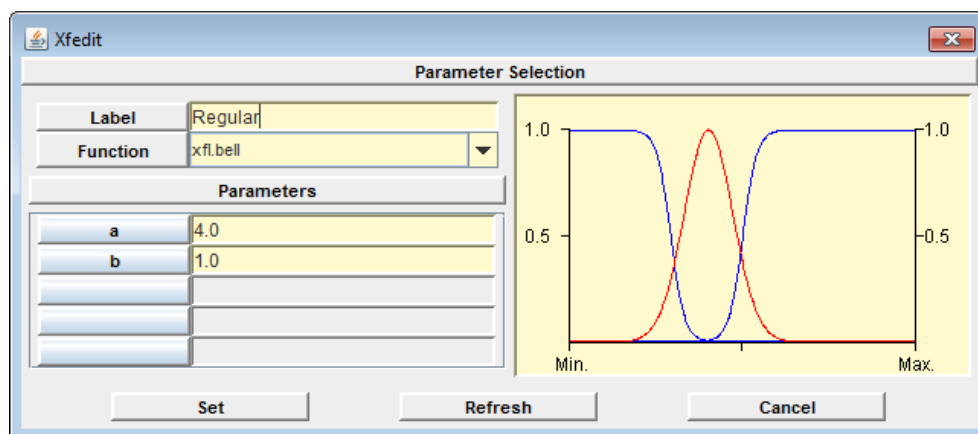 Xfedit
Parameter Selection
Label Regular
Function xfl.bell
Parameters
a 4.0
b 1.0
1.0 1.0
0.5 0.5
Min. Max.
Set Refresh Cancel